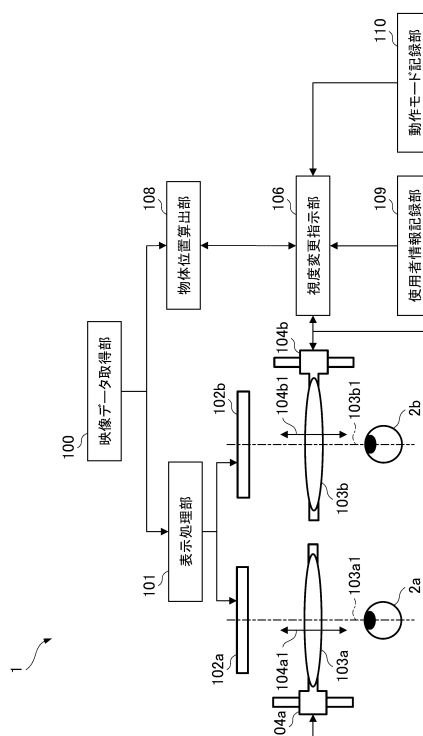 1
100
映像データ取得部
101
表示処理部
108
物体位置算出部
102a
102b
106
視度変更指示部
110
動作モード記録部
109
使用者情報記録部
04a
104a1
103a
103a1
2a
104b
104b1
103b
103b1
2b